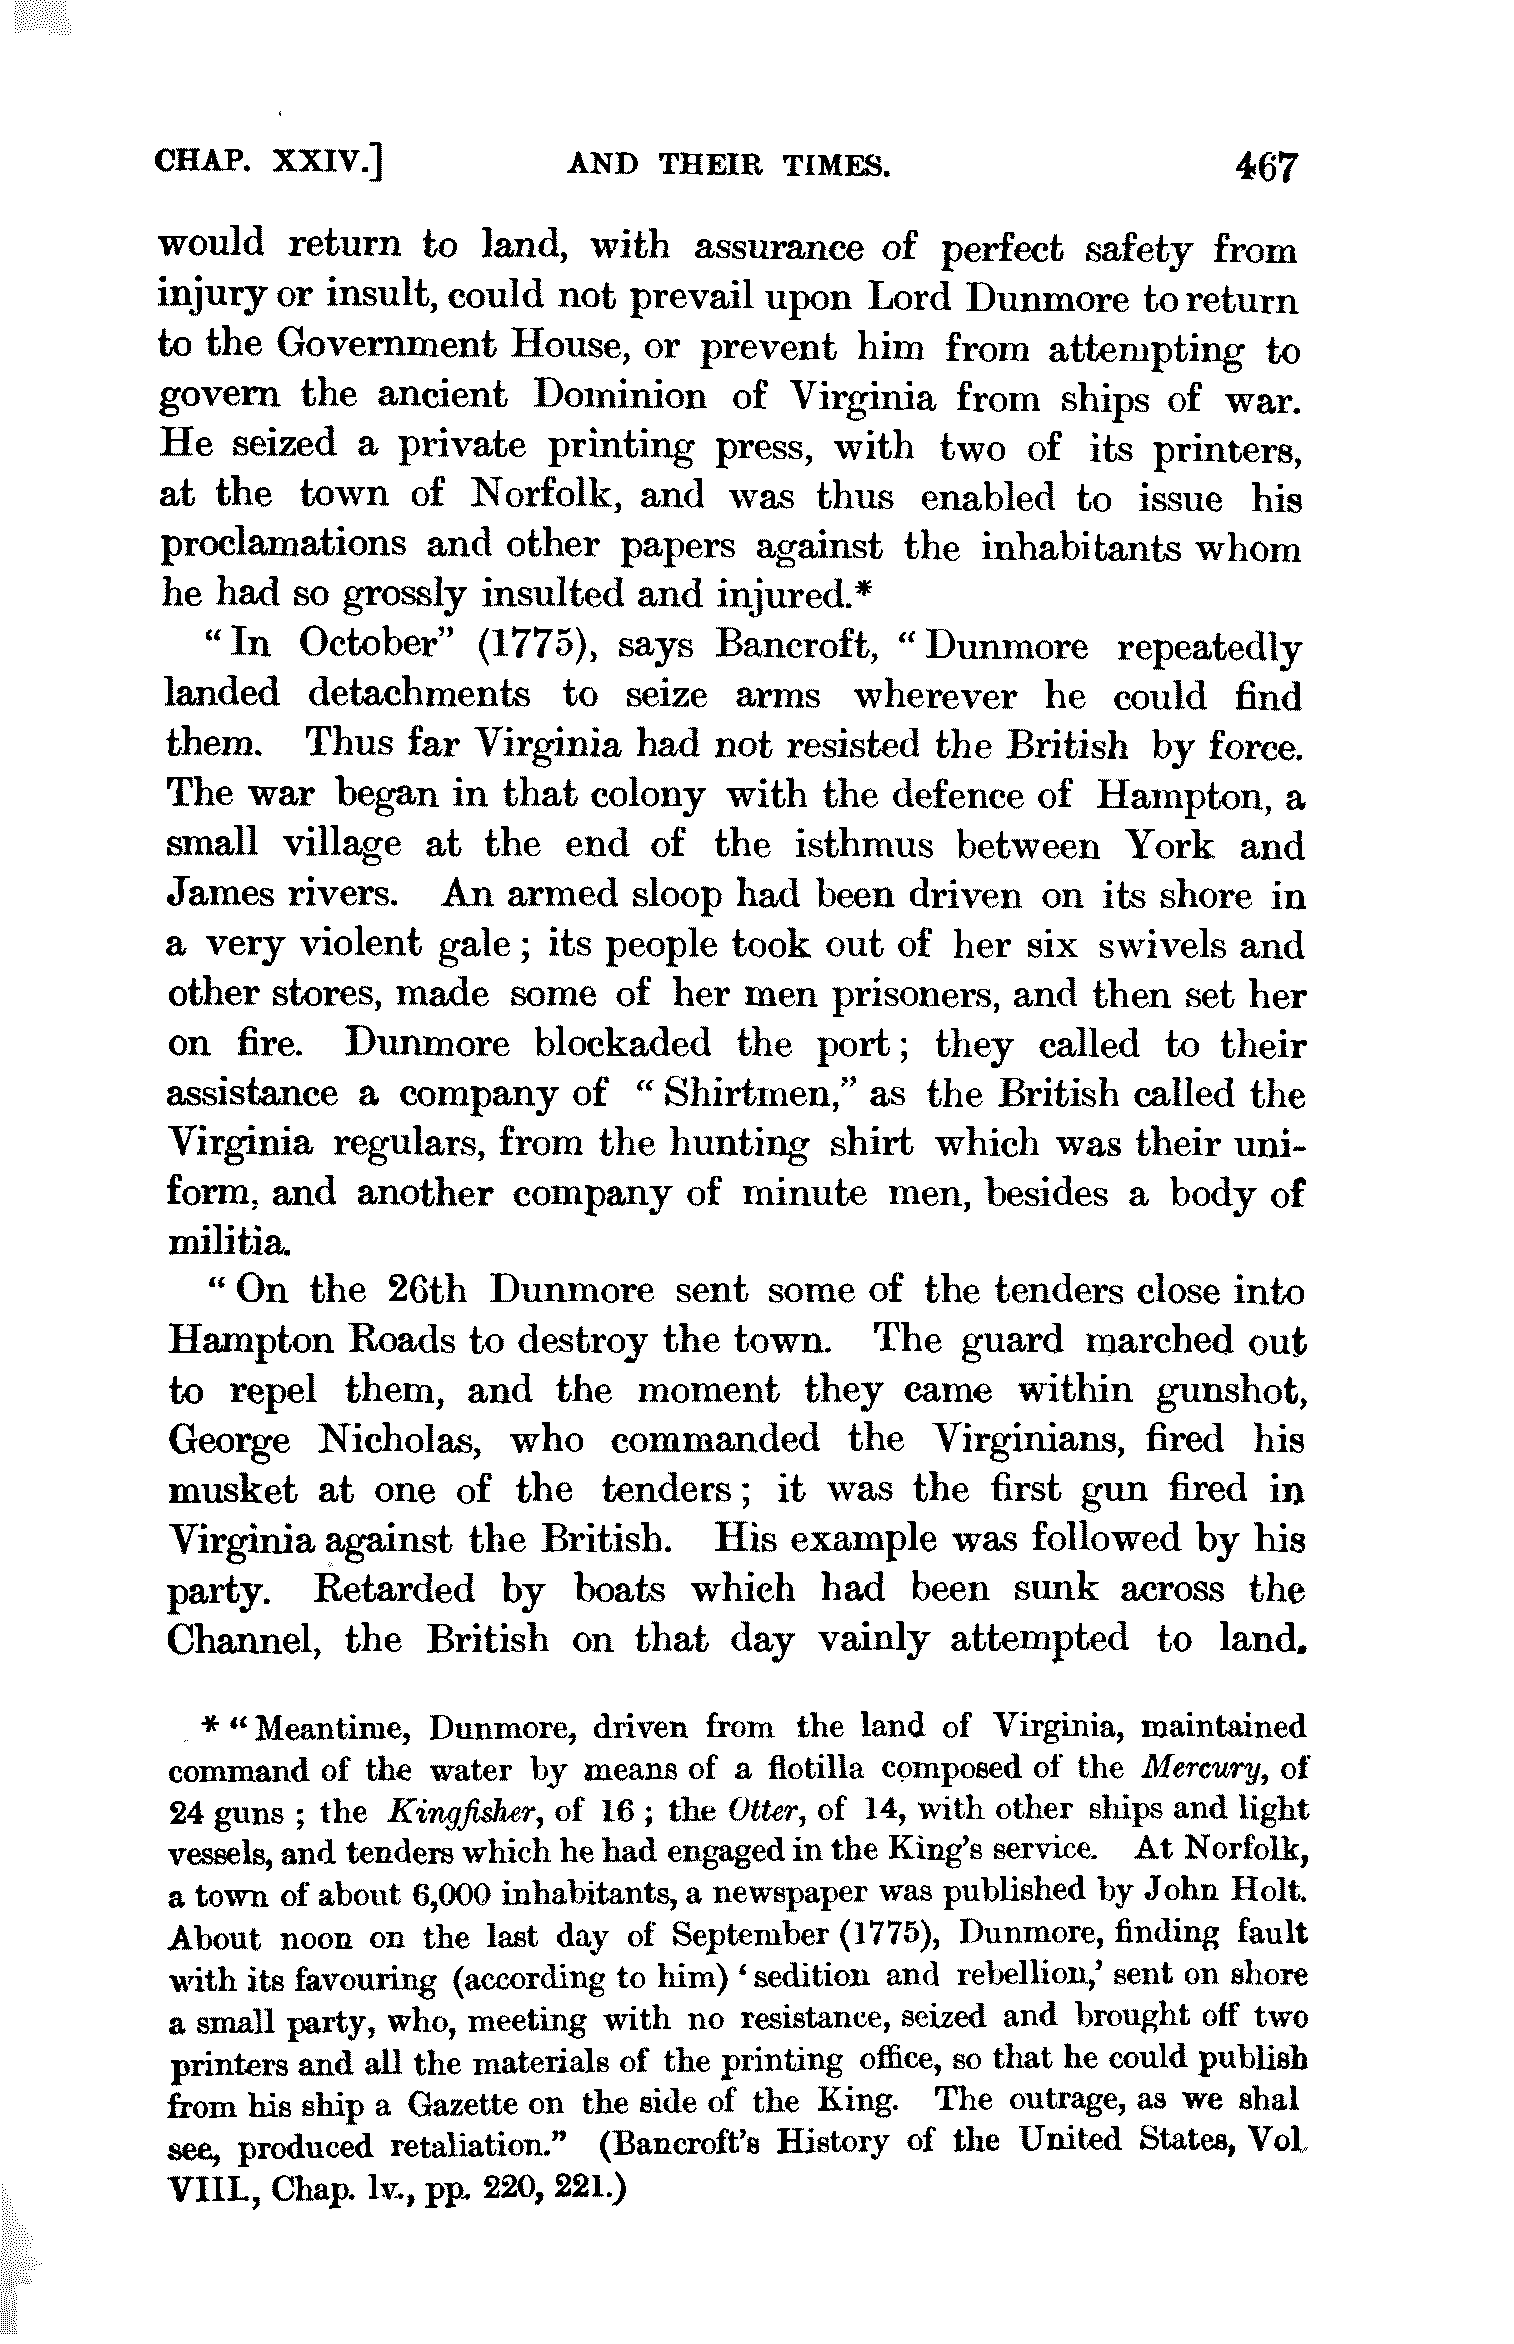 CHAP. XXIV.] AND THEIR TIMES. 467
would return to land, with assurance of perfect safety from
injury or insult, could not prevail upon Lord Dunmore to return
to the Government House, or prevent him from attempting to
govern the ancient Dominion of Virginia from ships of war.
He seized a private printing press, with two of its printers,
at the town of Norfolk, and was thus enabled to issue his
proclamations and other papers against the inhabitants whom
he had so grossly insulted and injured.*
"In October" (1775), says Bancroft, "Dunmore repeatedly
landed detachments to seize arms wherever he could find
them. Thus far Virginia had not resisted the British by force.
The war began in that colony with the defence of Hampton, a
small village at the end of the isthmus between York and
James rivers. An armed sloop had been driven on its shore in
a very violent gale; its people took out of her six swivels and
other stores, made some of her men prisoners, and then set her
on fire. Dunmore blockaded the port; they called to their
assistance a company of "Shirtmen," as the British called the
Virginia regulars, from the hunting shirt which was their uni-
form, and another company of minute men, besides a body of
militia.
"On the 26th Dunmore sent some of the tenders close into
Hampton Roads to destroy the town. The guard marched out
to repel them, and the moment they came within gunshot,
George Nicholas, who commanded the Virginians, fired his
musket at one of the tenders; it was the first gun fired in
Virginia against the British. His example was followed by his
party. Retarded by boats which had been sunk across the
Channel, the British on that day vainly attempted to land.
* "Meantime, Dunmore, driven from the land of Virginia, maintained
command of the water by means of a flotilla composed of the Mercury, of
24 guns; the Kingfisher, of 16; the Otter, of 14, with other ships and light
vessels, and tenders which he had engaged in the King's service. At Norfolk,
a town of about 6,000 inhabitants, a newspaper was published by John Holt.
About noon on the last day of September (1775), Dunmore, finding fault
with its favouring (according to him) 'sedition and rebellion,' sent on shore
a small party, who, meeting with no resistance, seized and brought off two
printers and all the materials of the printing office, so that he could publish
from his ship a Gazette on the side of the King. The outrage, as we shal
see, produced retaliation." (Bancroft's History of the United States, Vol.
VIII., Chap. lv., pp. 220, 221.)